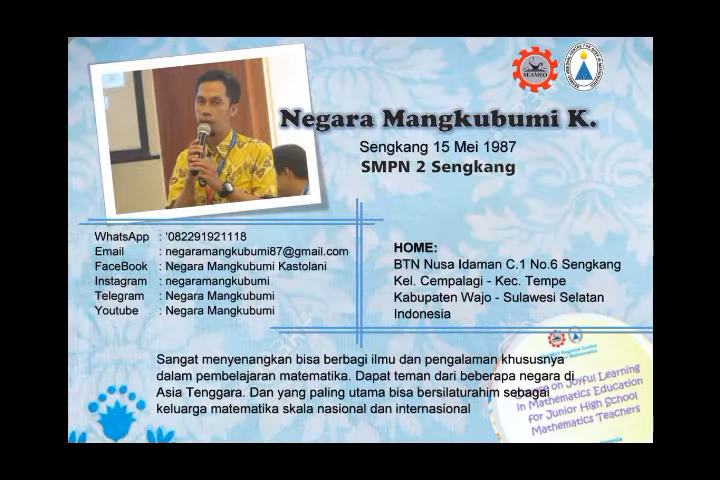 SEAMEO
Negara Mangkubumi K.
Sengkang 15 Mei 1987
SMPN 2 Sengkang
WhatsApp : '082291921118
Email : negaramangkubumi87@gmail.com
FaceBook : Negara Mangkubumi Kastolani
Instagram : negaramangkubumi
Telegram : Negara Mangkubumi
Youtube : Negara Mangkubumi
HOME:
BTN Nusa Idaman C.1 No.6 Sengkang
Kel. Cempalagi - Kec. Tempe
Kabupaten Wajo - Sulawesi Selatan
Indonesia
Sangat menyenangkan bisa berbagi ilmu dan pengalaman khususnya
dalam pembelajaran matematika. Dapat teman dari beberapa negara di
Asia Tenggara. Dan yang paling utama bisa bersilaturahim sebagai
keluarga matematika skala nasional dan internasional
on Joyful Learning
in Mathematics Education
for Junior High School
Mathematics Teachers